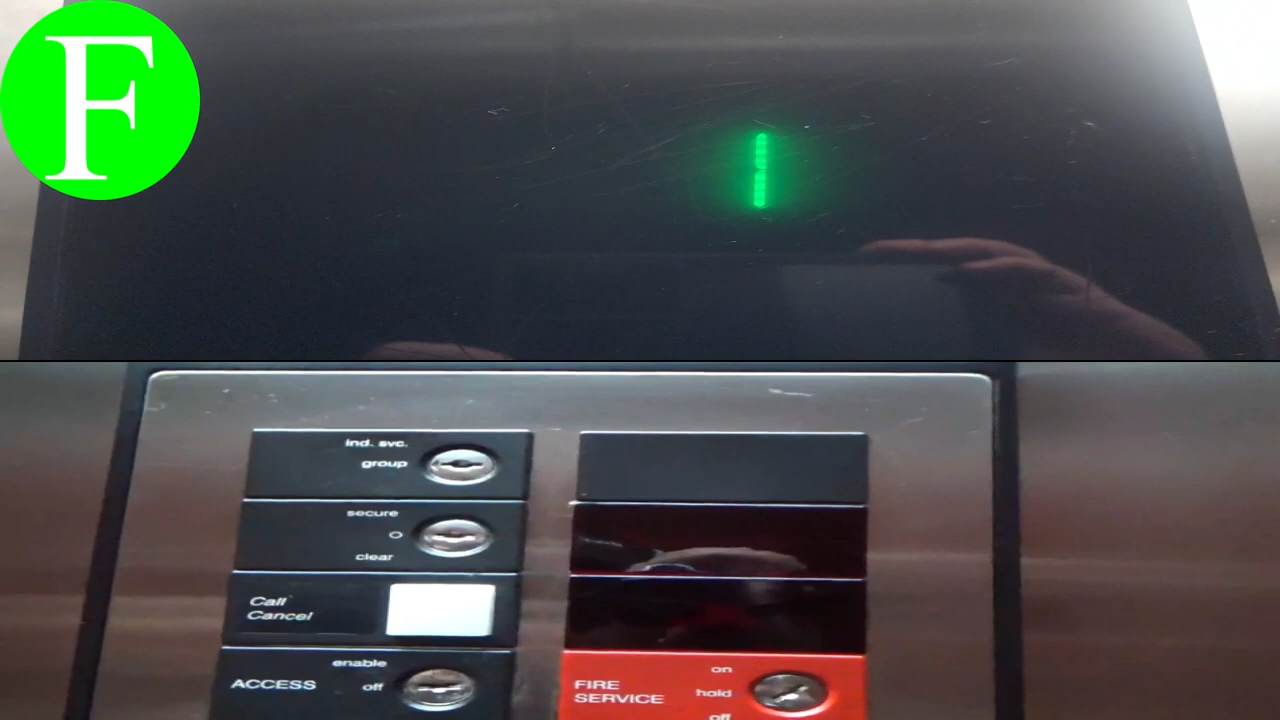 F
1
ind. svc.
group
secure
O
clear
Call
Cancel
enable
ACCESS off
on
FIRE
SERVICE
hold
off